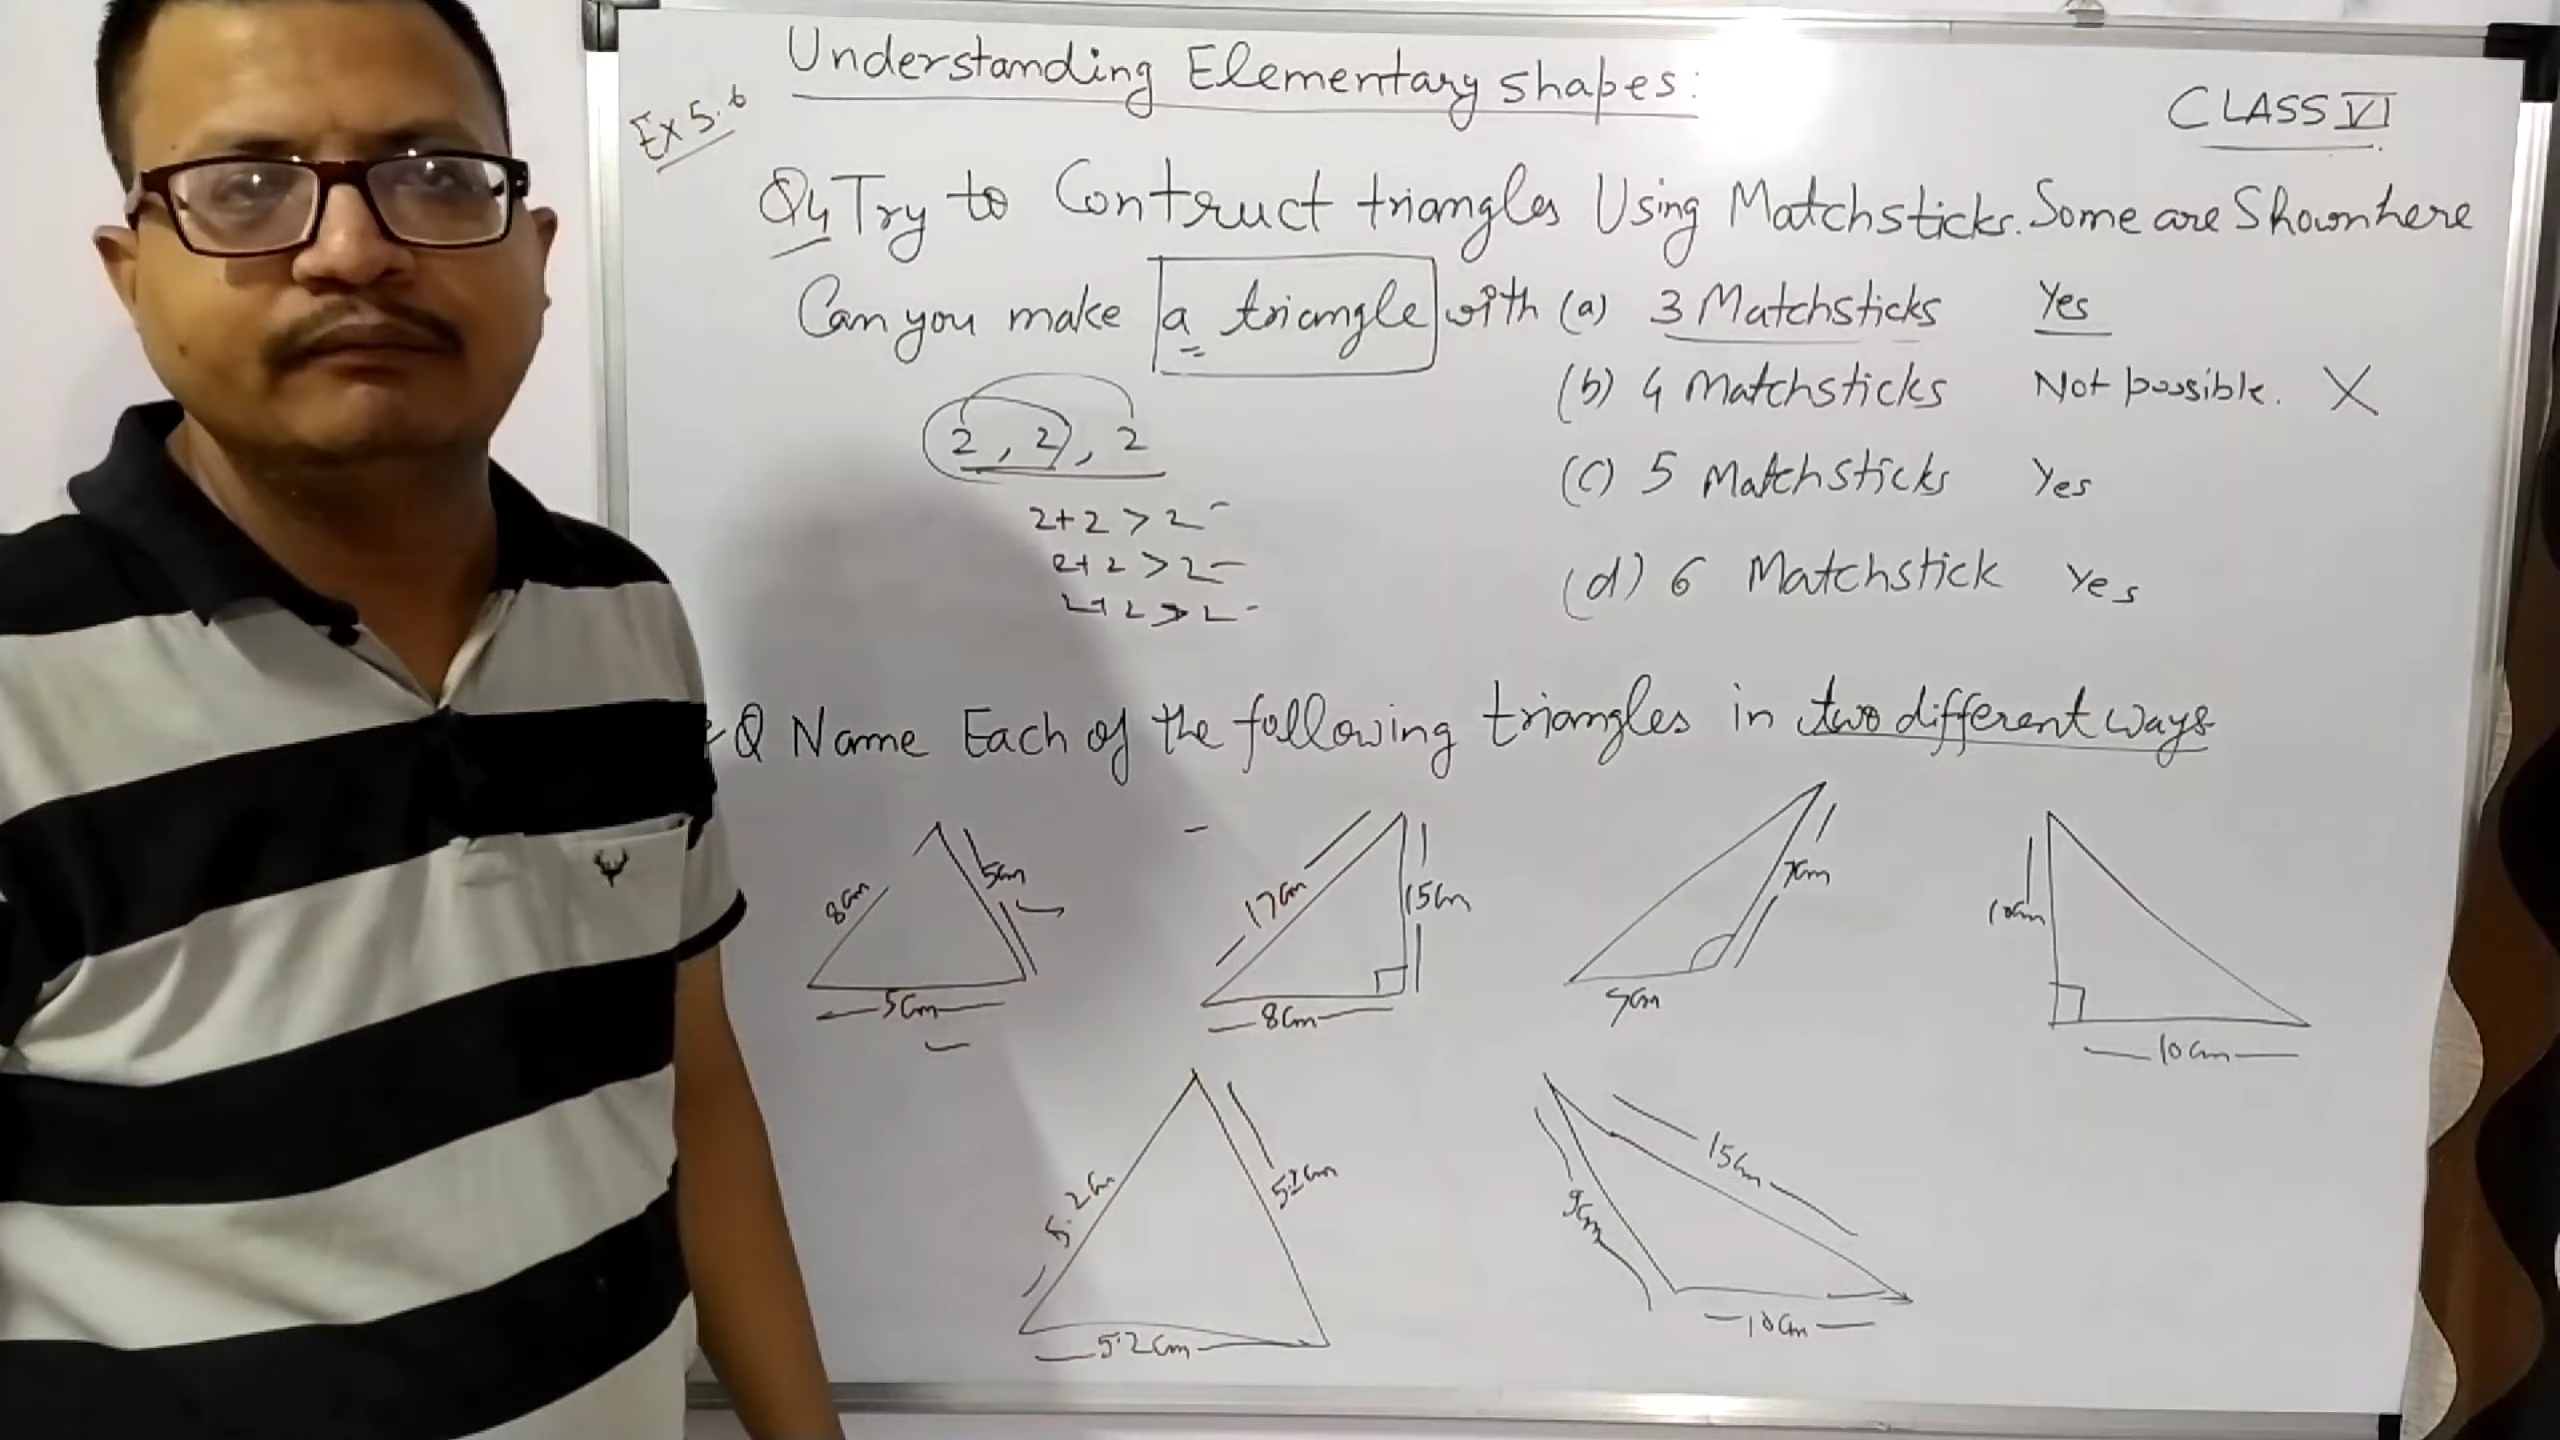 Understanding Elementary shapes:
Ex 5.6
CLASS VI
Q4 Try to Contruct triangles Using Matchsticks. Some are Shown here
Can you make a triangle with (a) 3 Matchsticks Yes
(b) 4 Matchsticks Not possible. X
2, 2, 2
(c) 5 Matchsticks Yes
2+2 > 2
2+2 > 2
2+2 > 2
(d) 6 Matchstick Yes
Q Name Each of the following triangles in two different ways
8cm 5cm 5cm
17cm 15cm 8cm
7cm
10cm 10cm
5.2cm 5.2cm 5.2cm
9cm 15cm 10cm